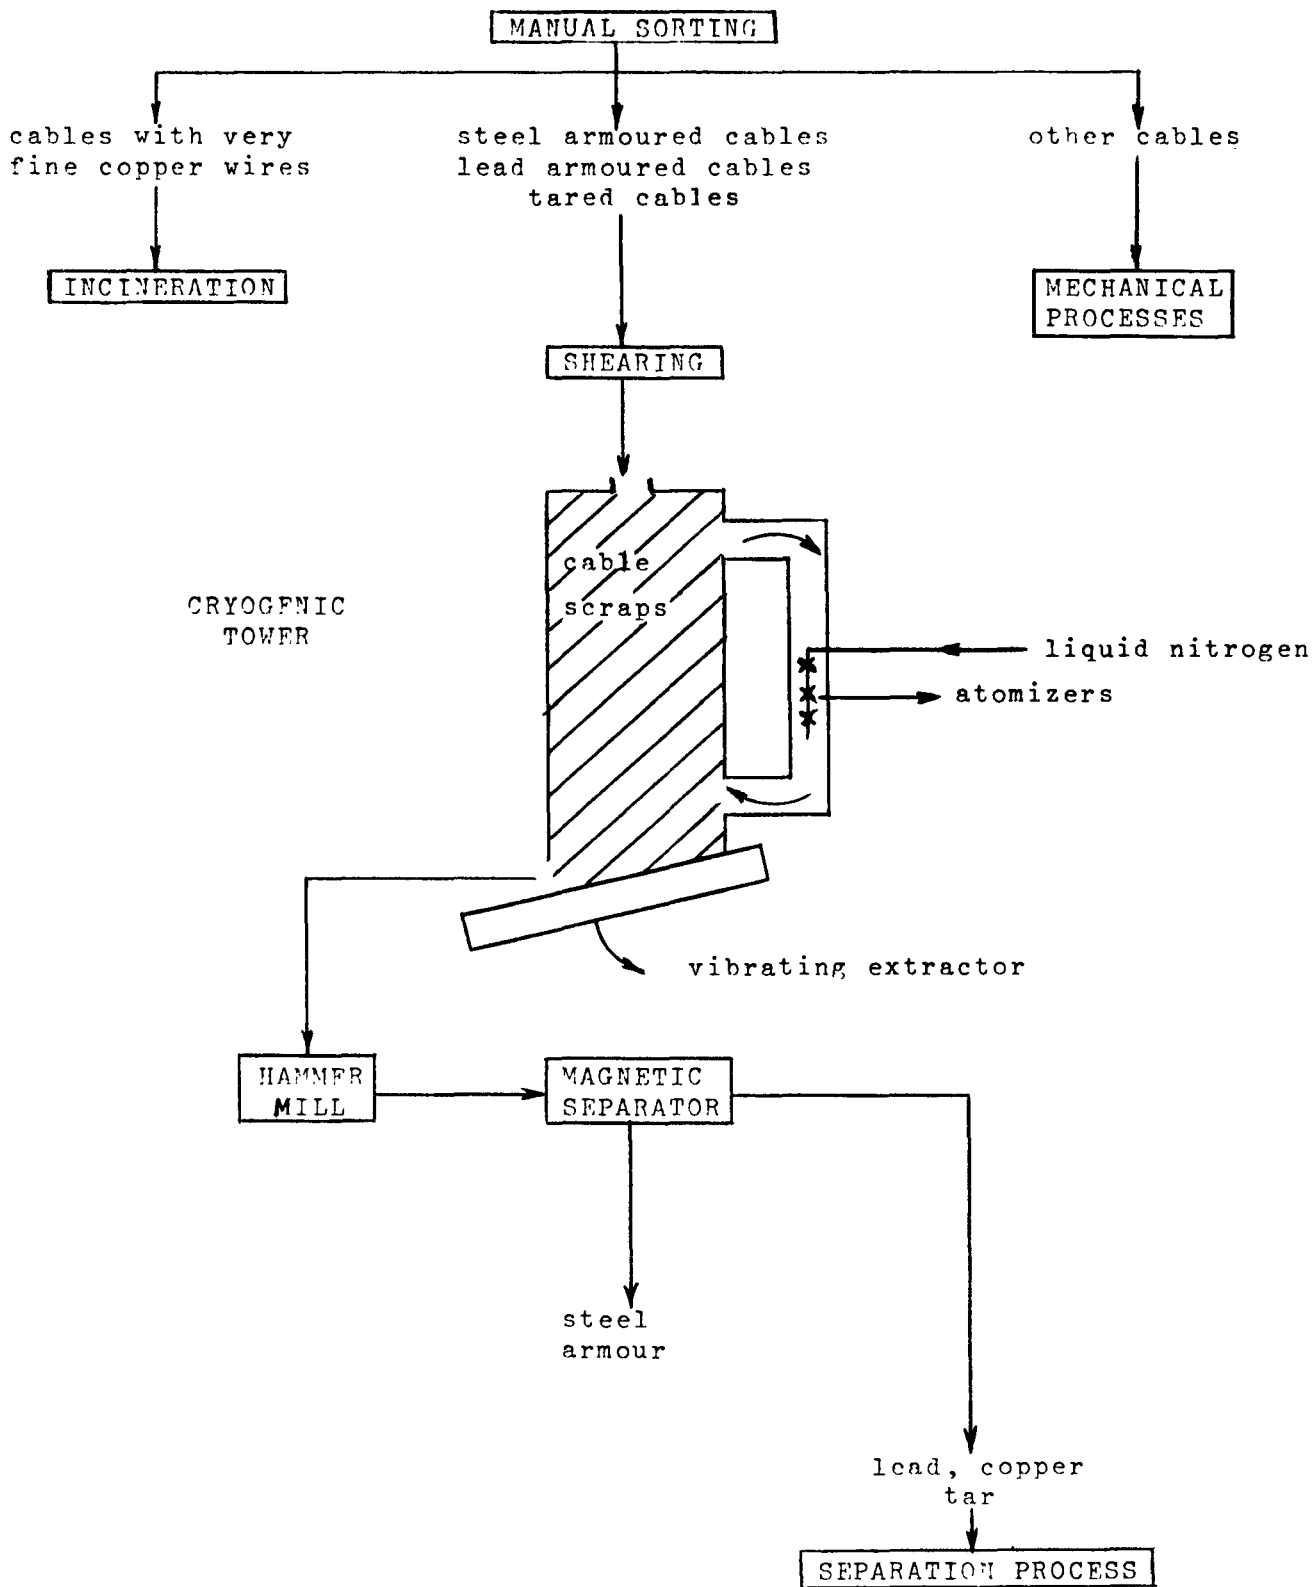 MANUAL SORTING
cables with very
fine copper wires
steel armoured cables
lead armoured cables
tared cables
other cables
INCINERATION
MECHANICAL
PROCESSES
SHEARING
cable
scraps
CRYOGENIC
TOWER
liquid nitrogen
atomizers
vibrating extractor
HAMMER
MILL
MAGNETIC
SEPARATOR
steel
armour
lead, copper
tar
SEPARATION PROCESS